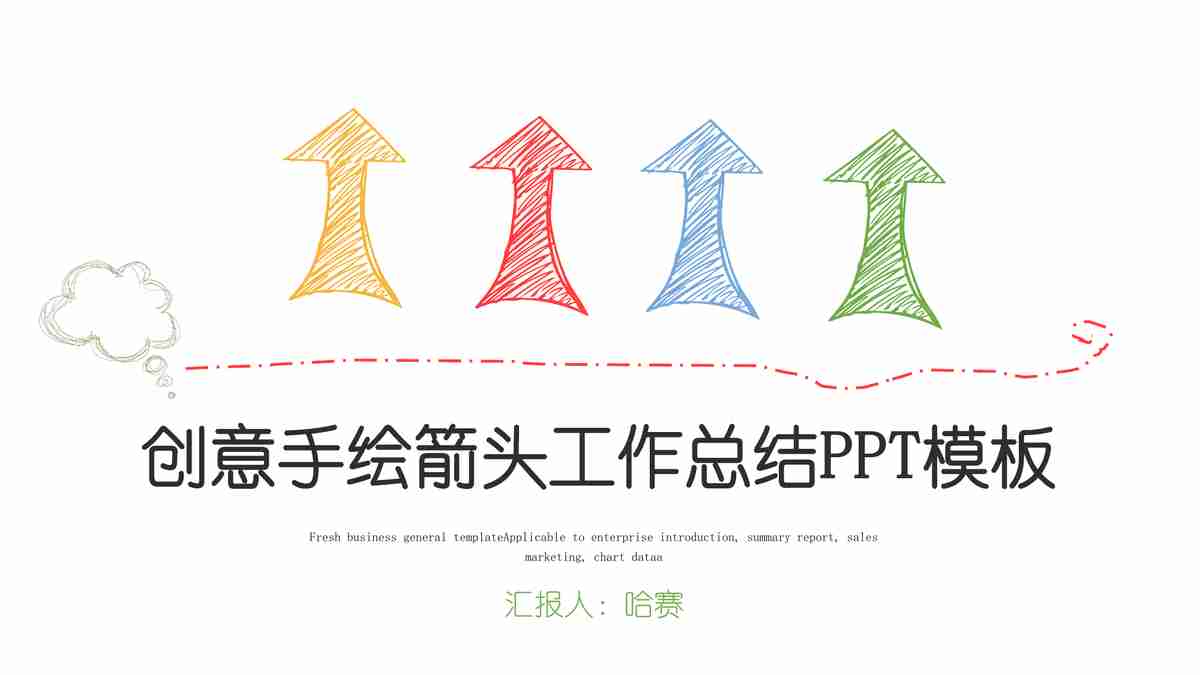 创意手绘箭头工作总结PPT模板
Fresh business general templateApplicable to enterprise introduction, summary report, sales
marketing, chart dataa
汇报人：哈赛